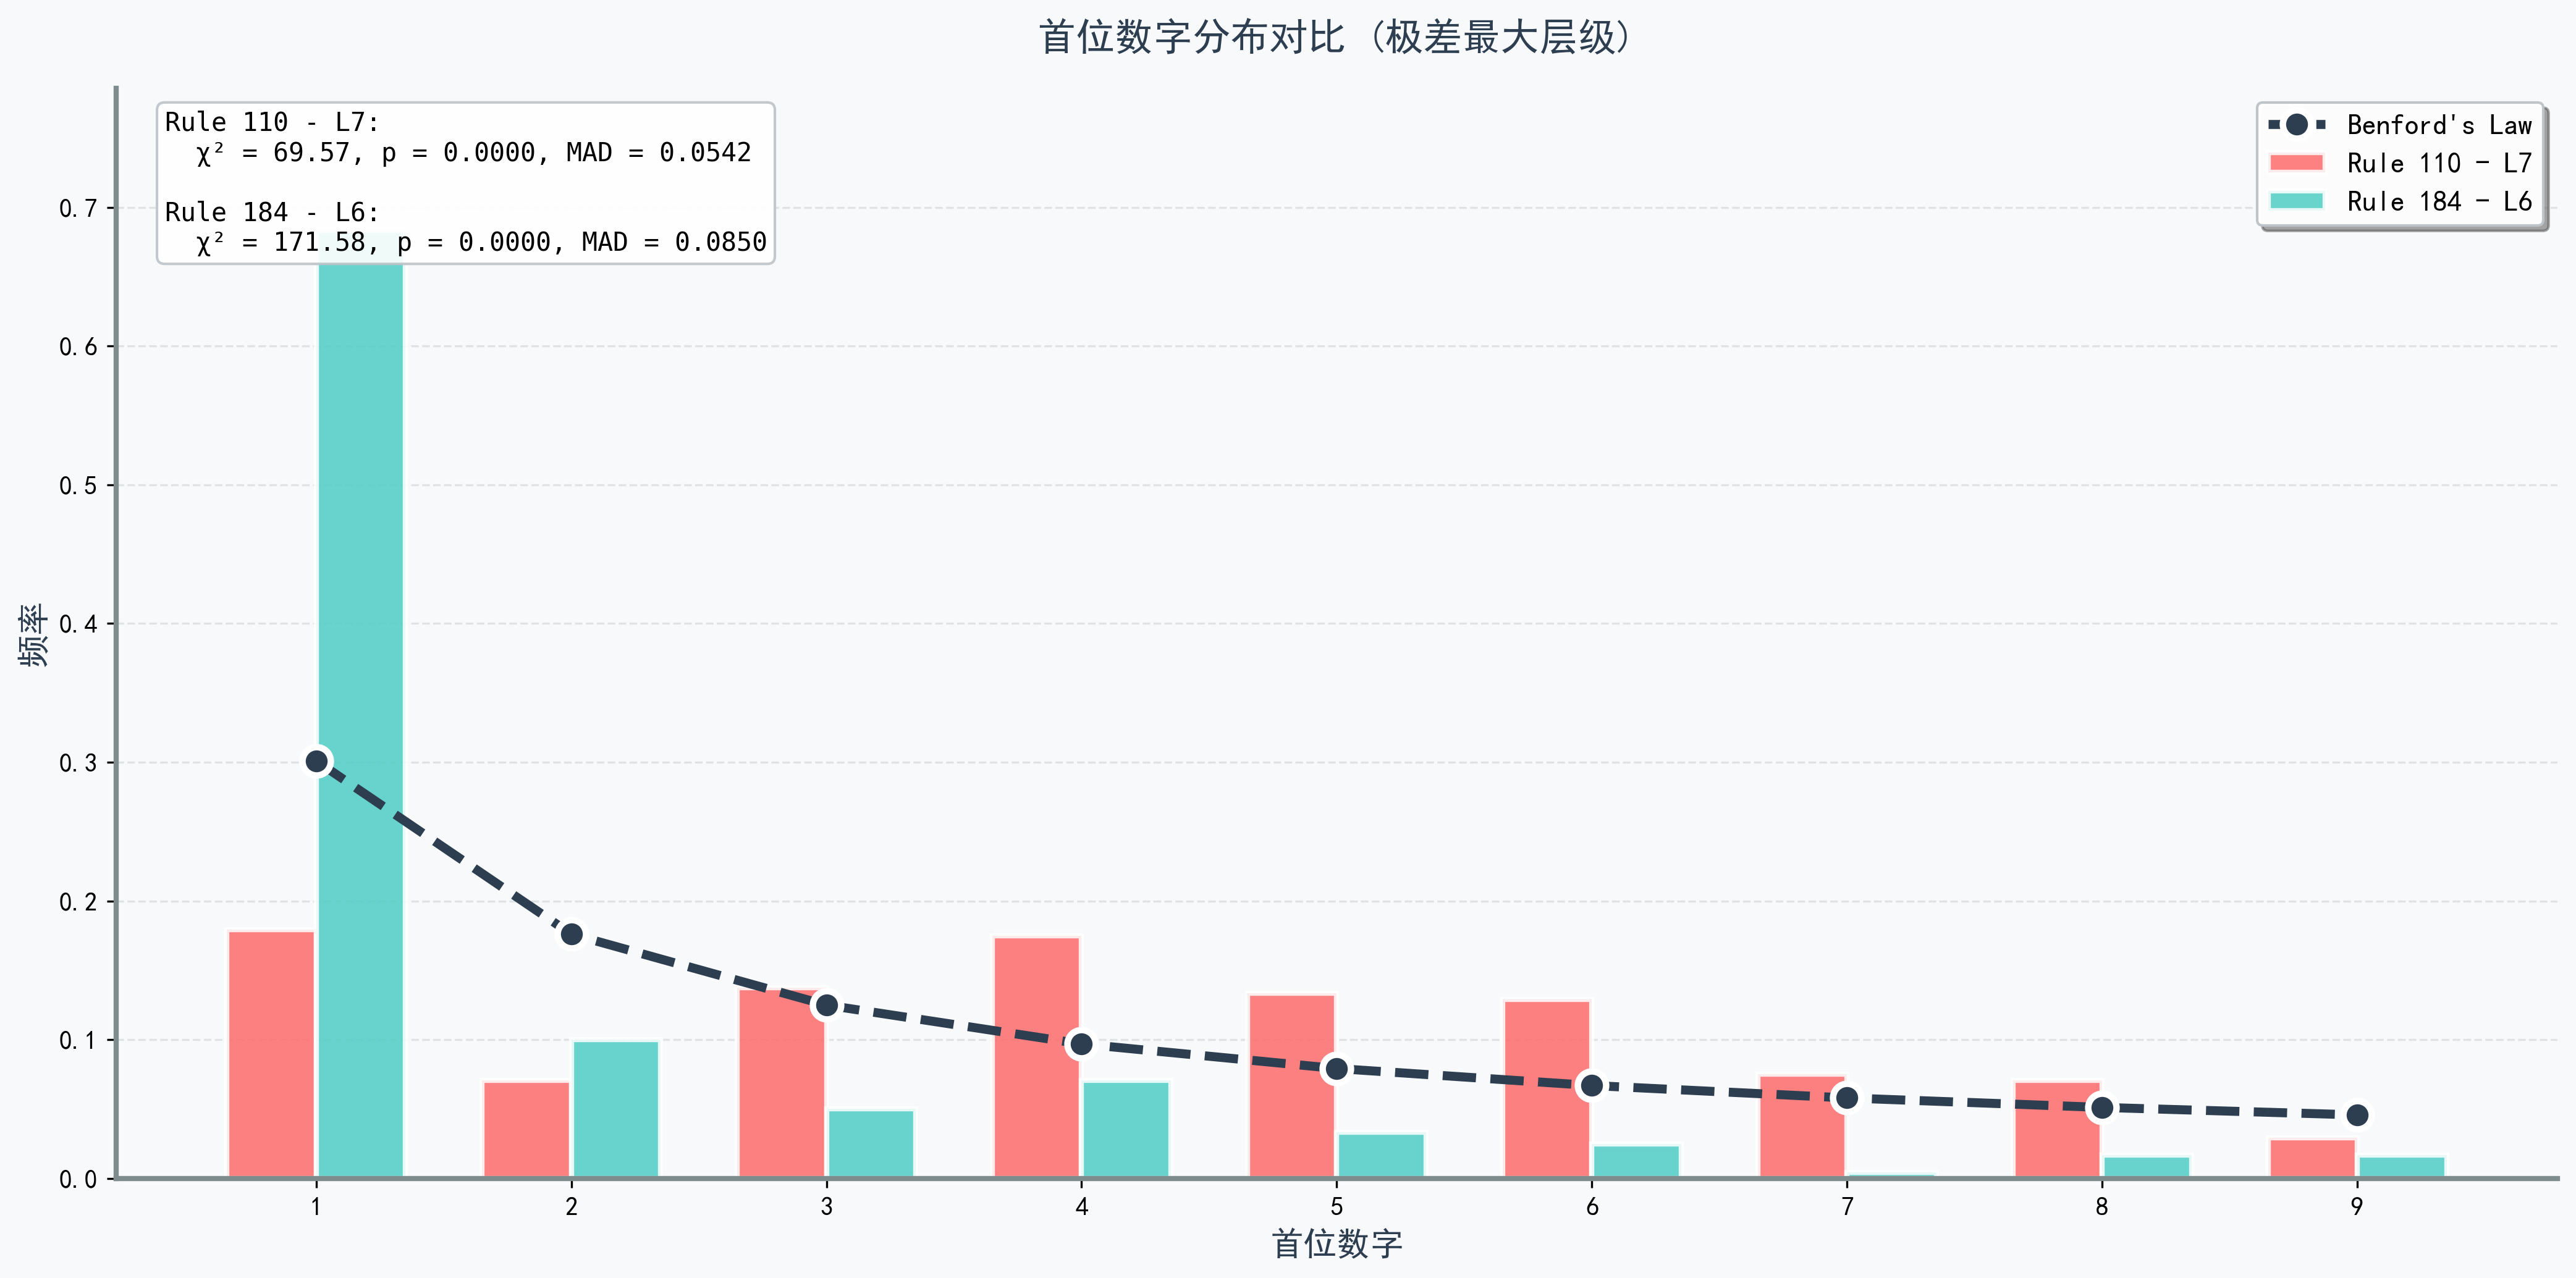 首位数字分布对比 (极差最大层级)
Rule 110 - L7:
χ² = 69.57, p = 0.0000, MAD = 0.0542
Rule 184 - L6:
χ² = 171.58, p = 0.0000, MAD = 0.0850
Benford's Law
Rule 110 - L7
Rule 184 - L6
频率
0.7
0.6
0.5
0.4
0.3
0.2
0.1
0.0
1 2 3 4 5 6 7 8 9
首位数字